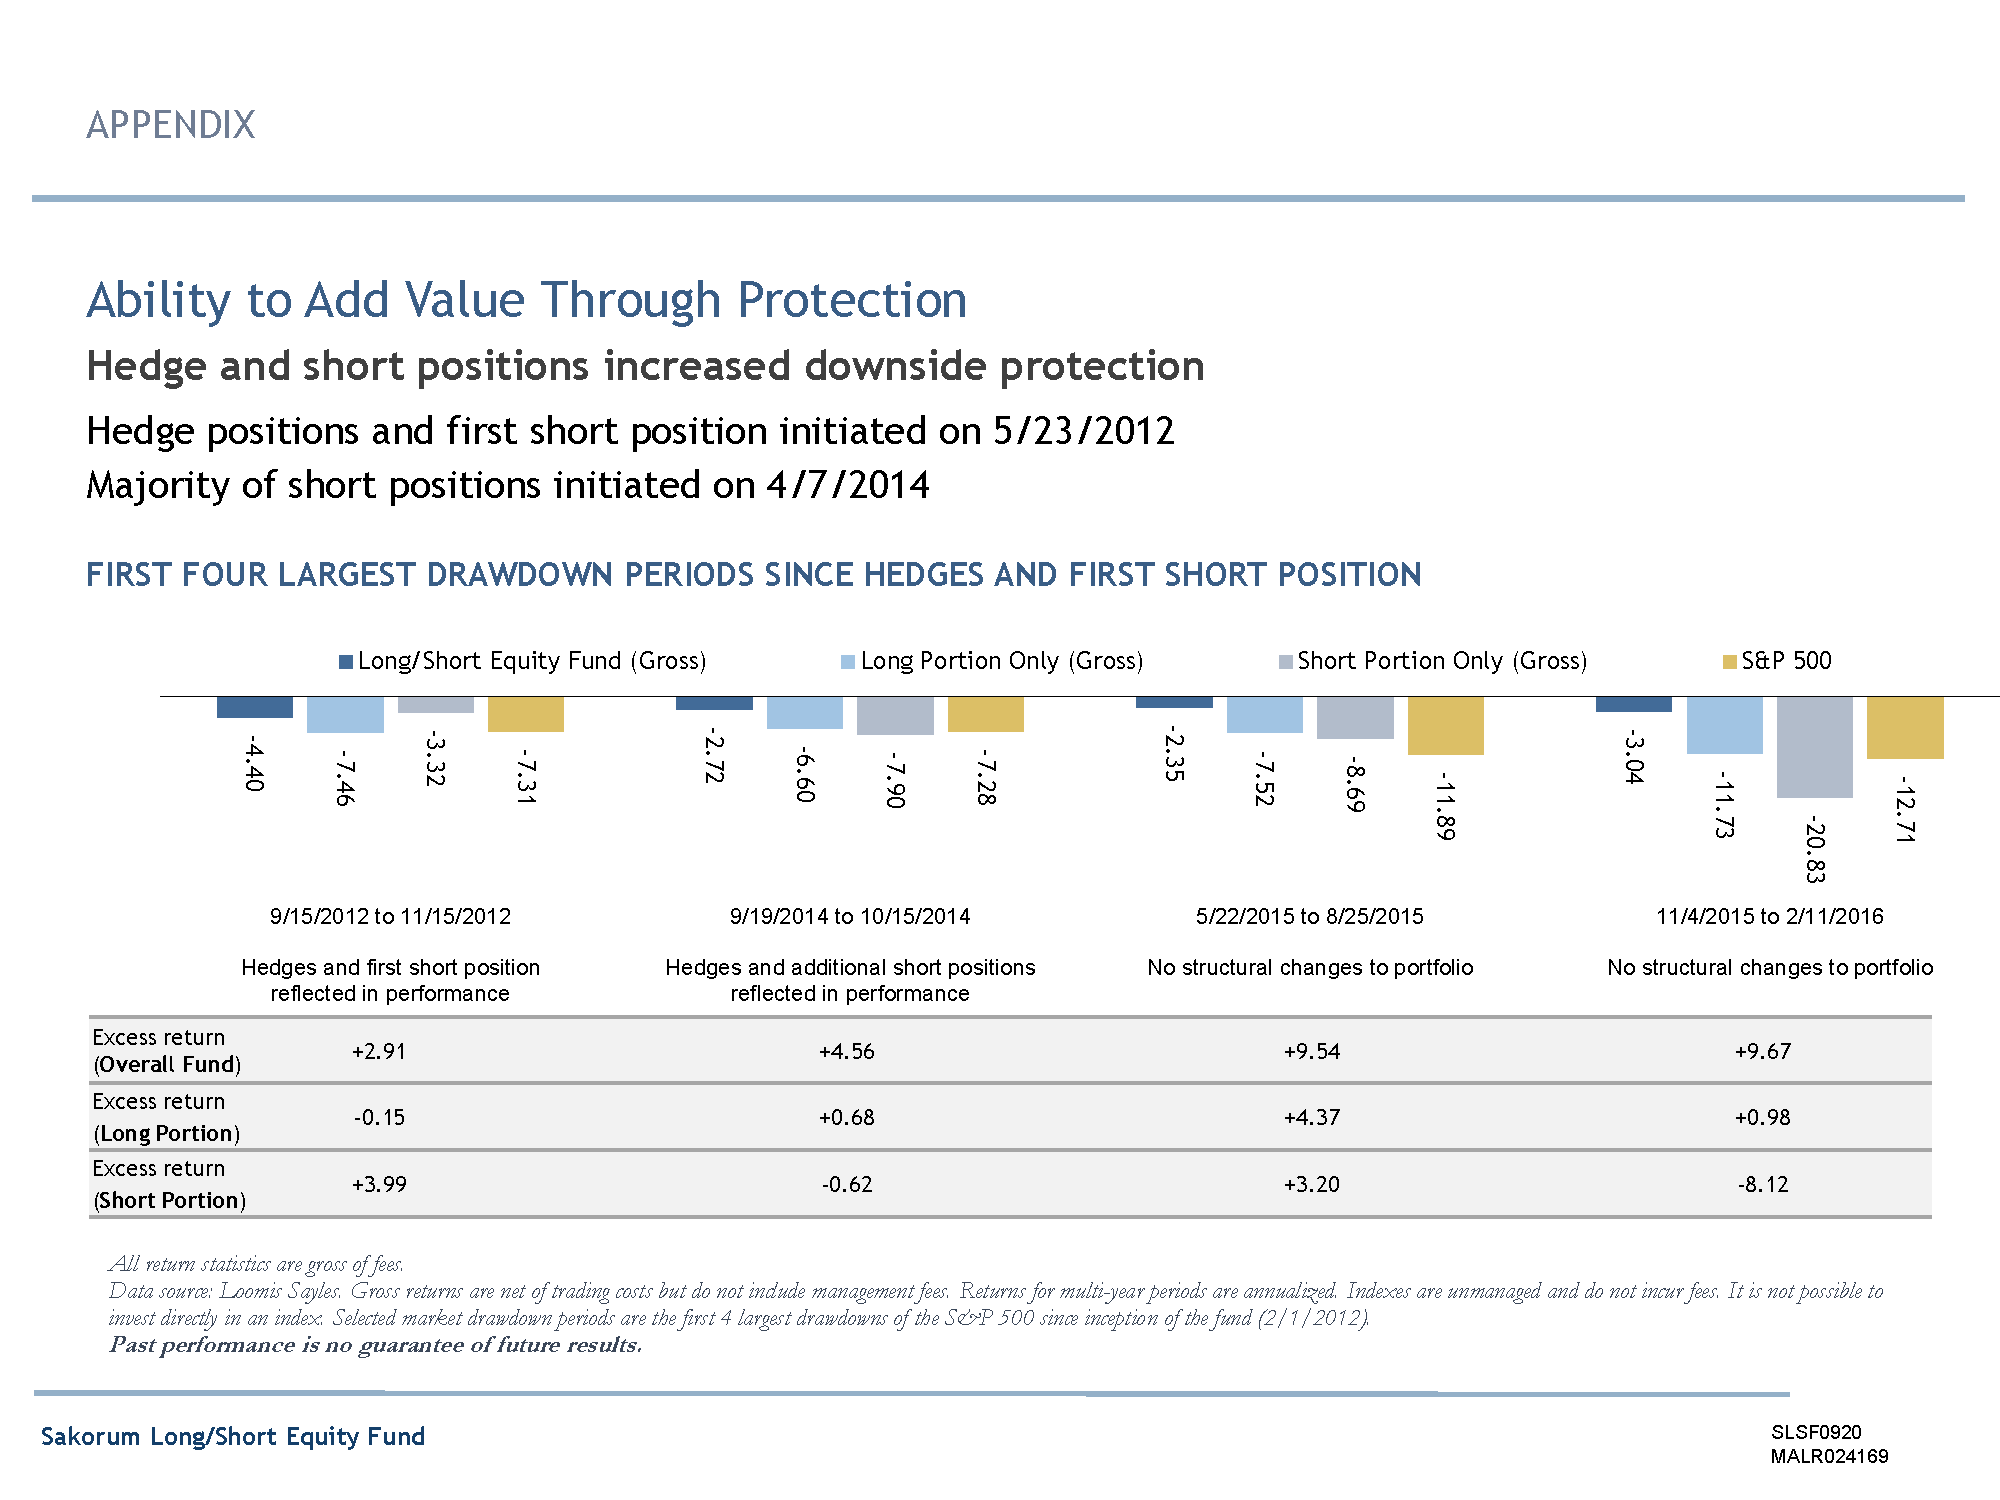 APPENDIX
Ability to Add Value Through Protection
Hedge and short positions increased downside protection
Hedge positions and first short position initiated on 5/23/2012
Majority of short positions initiated on 4/7/2014
FIRST FOUR LARGEST DRAWDOWN PERIODS SINCE HEDGES AND FIRST SHORT POSITION
Long/Short Equity Fund (Gross) Long Portion Only (Gross) Short Portion Only (Gross) S&P 500
-4.40 -7.46 -3.32 -7.31 -2.72 -6.60 -7.90 -7.28 -2.35 -7.52 -8.69 -11.89 -3.04 -11.73 -20.83 -12.71
9/15/2012 to 11/15/2012 9/19/2014 to 10/15/2014 5/22/2015 to 8/25/2015 11/4/2015 to 2/11/2016
Hedges and first short position Hedges and additional short positions No structural changes to portfolio No structural changes to portfolio
reflected in performance reflected in performance
Excess return
(Overall Fund) +2.91 +4.56 +9.54 +9.67
Excess return
(Long Portion) -0.15 +0.68 +4.37 +0.98
Excess return
(Short Portion) +3.99 -0.62 +3.20 -8.12
All return statistics are gross of fees.
Data source: Loomis Sayles. Gross returns are net of trading costs but do not include management fees. Returns for multi-year periods are annualized. Indexes are unmanaged and do not incur fees. It is not possible to
invest directly in an index. Selected market drawdown periods are the first 4 largest drawdowns of the S&P 500 since inception of the fund (2/1/2012).
Past performance is no guarantee of future results.
Sakorum Long/Short Equity Fund
SLSF0920
MALR024169